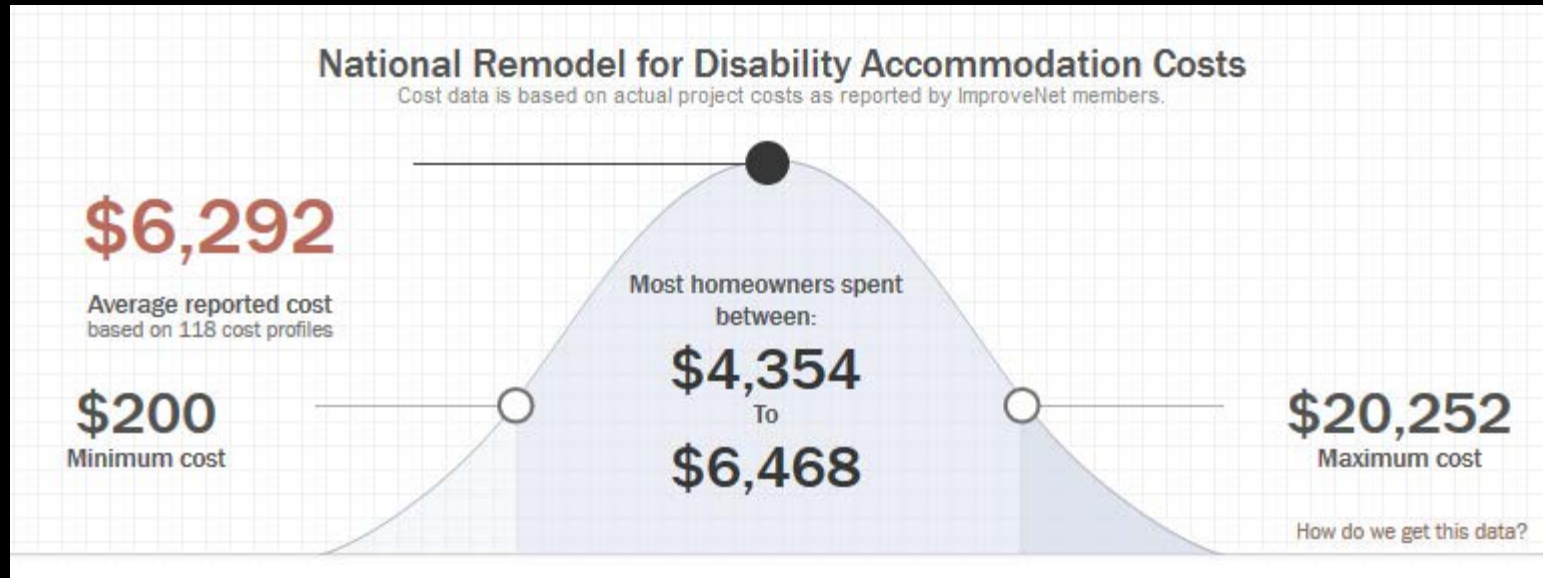 National Remodel for Disability Accommodation Costs
Cost data is based on actual project costs as reported by ImproveNet members.
$6,292
Average reported cost
based on 118 cost profiles
$200
Minimum cost
Most homeowners spent
between:
$4,354
To
$6,468
$20,252
Maximum cost
How do we get this data?